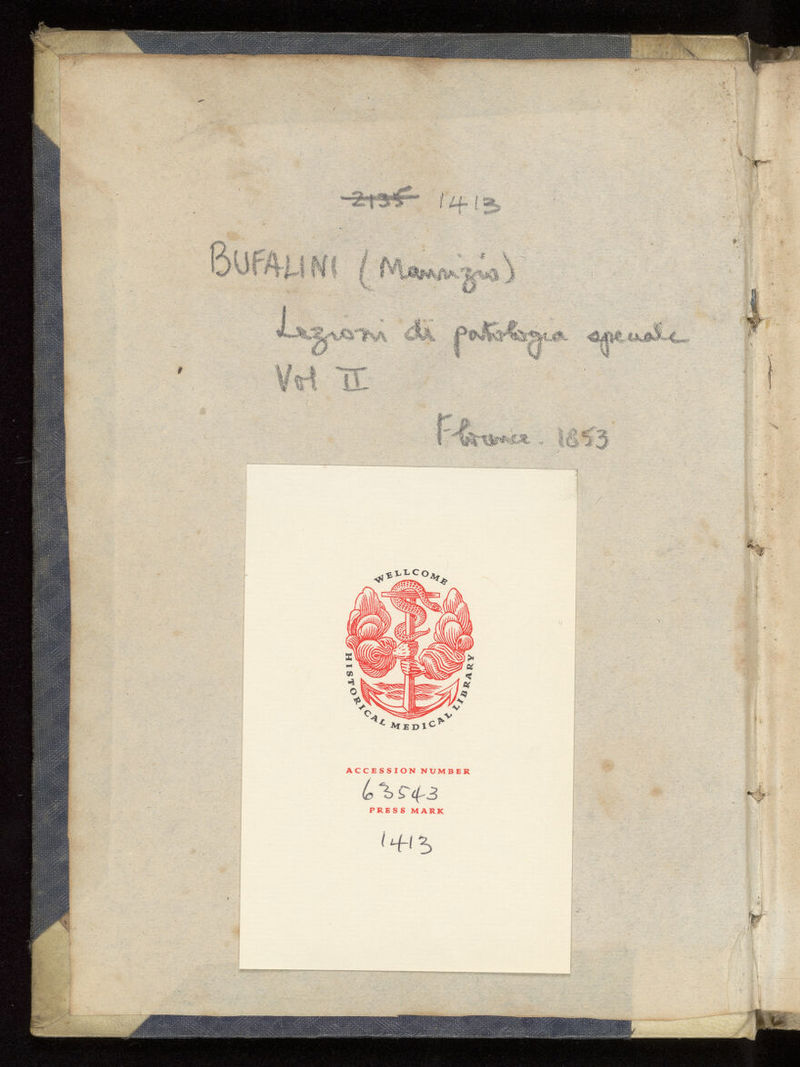 2135 1413
BUFALINI (Maurizio)
Lezioni di patologia speciale
Vol II
Florence. 1853
WELLCOME
HISTORICAL MEDICAL LIBRARY
ACCESSION NUMBER
63543
PRESS MARK
1413